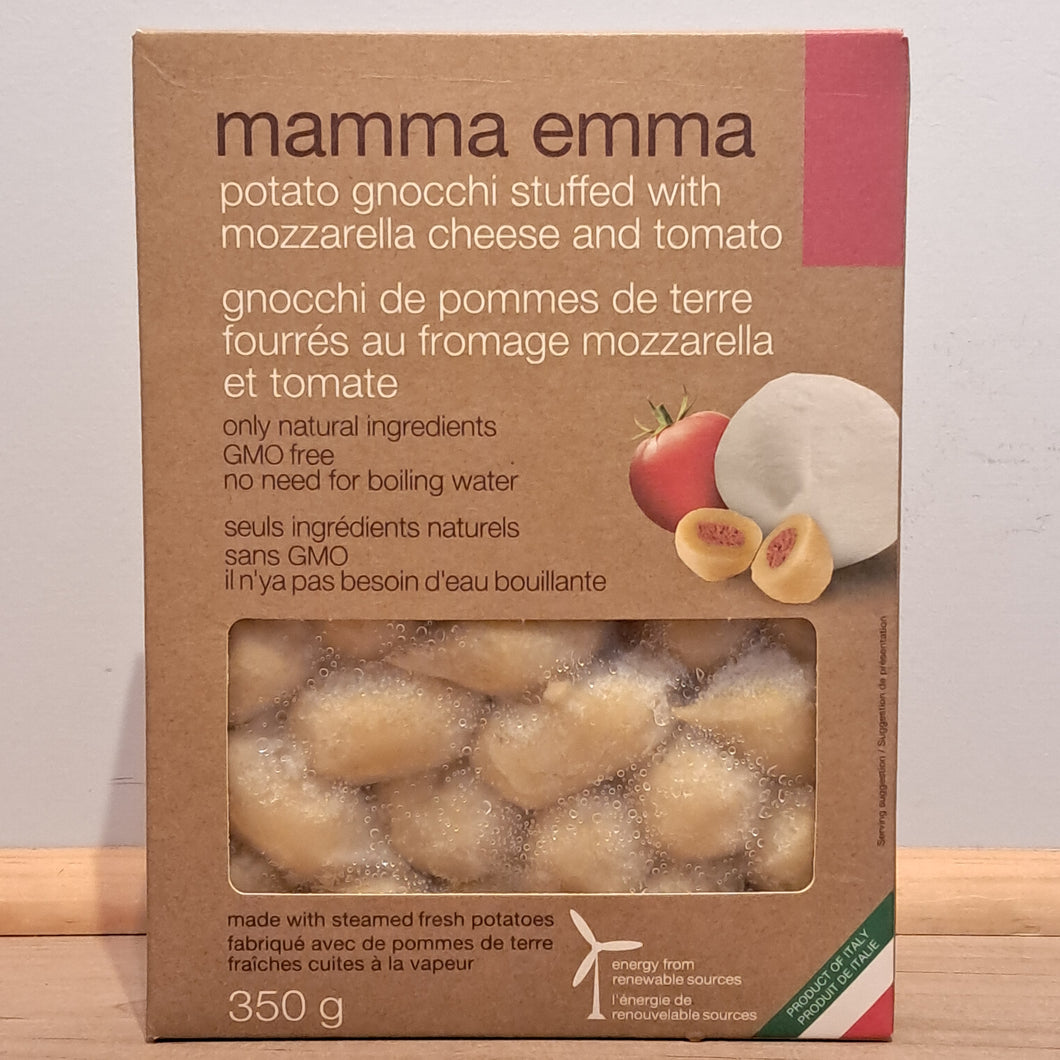 mamma emma
potato gnocchi stuffed with
mozzarella cheese and tomato
gnocchi de pommes de terre
fourrés au fromage mozzarella
et tomate
only natural ingredients
GMO free
no need for boiling water
seuls ingrédients naturels
sans GMO
il n'ya pas besoin d'eau bouillante
Serving suggestion / Suggestion de présentation
made with steamed fresh potatoes
fabriqué avec de pommes de terre
fraîches cuites à la vapeur
350 g
energy from
renewable sources
l'énergie de
renouvelable sources
PRODUCT OF ITALY
PRODUIT DE ITALIE